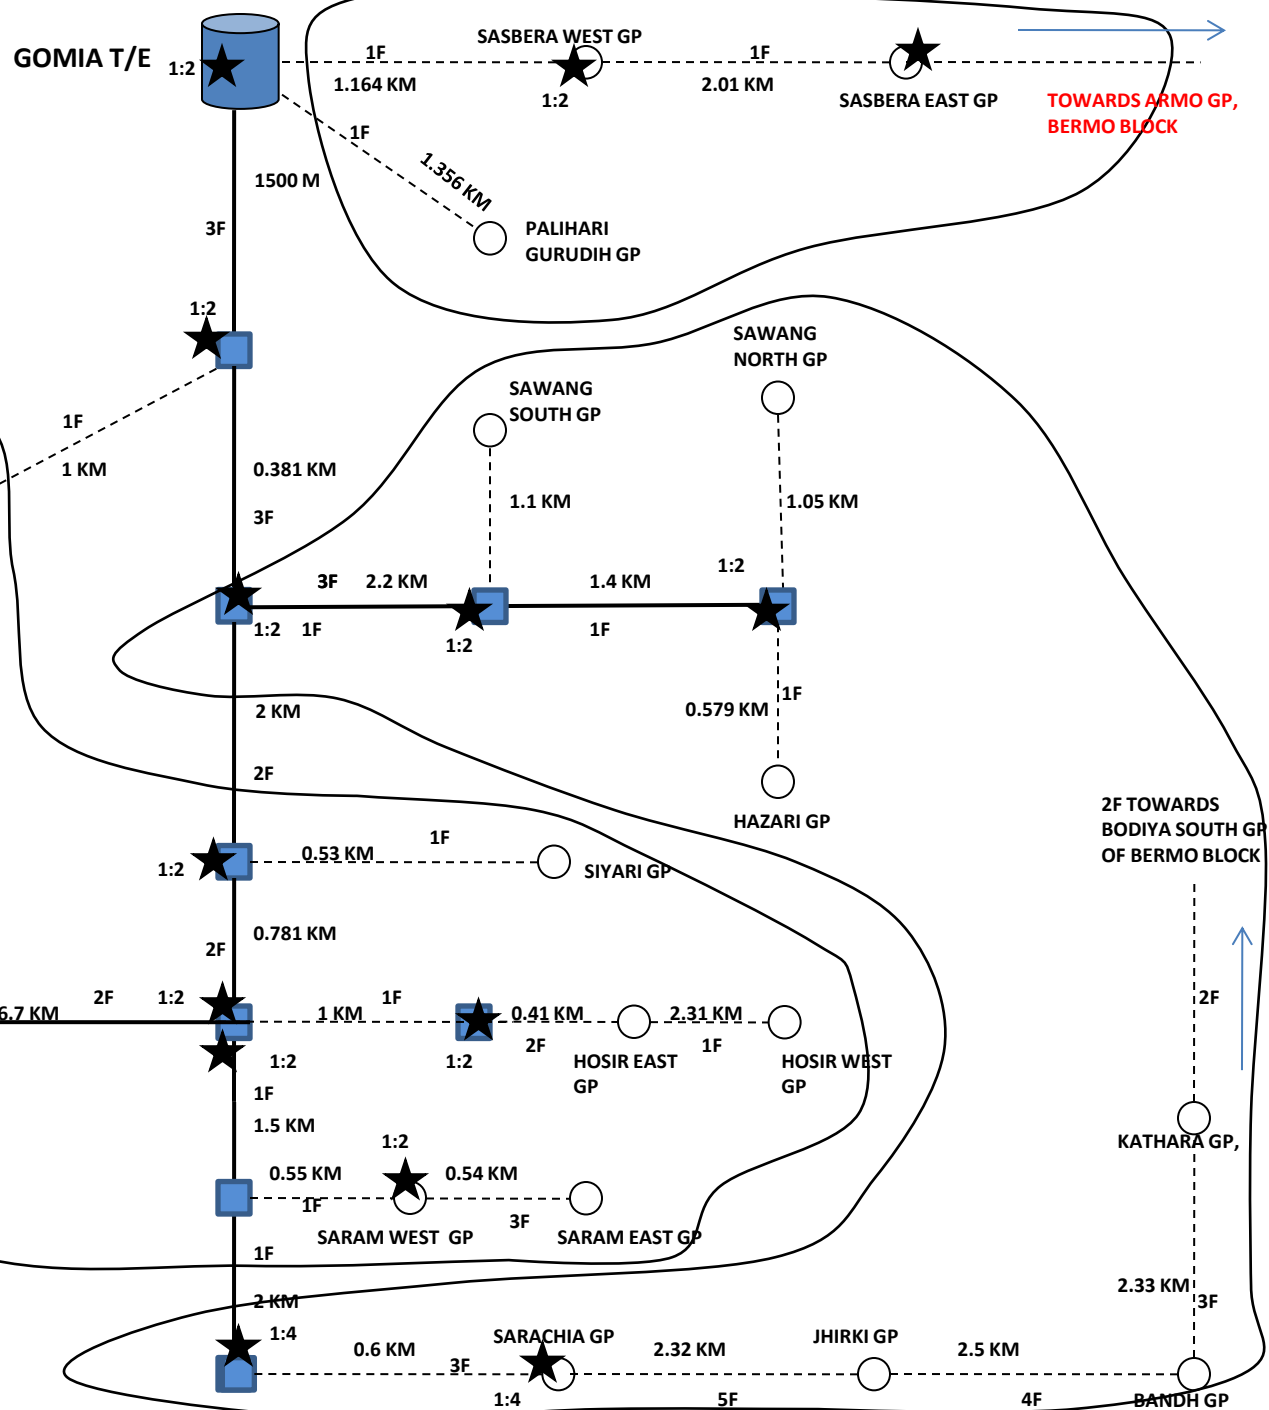 GOMIA T/E
1:2
1F
1.164 KM
SASBERA WEST GP
1:2
1F
2.01 KM
SASBERA EAST GP
TOWARDS ARMO GP,
BERMO BLOCK
1F
1.356 KM
PALIHARI
GURUDIH GP
1500 M
3F
1:2
1F
1 KM
0.381 KM
3F
SAWANG
NORTH GP
SAWANG
SOUTH GP
1.1 KM
1.05 KM
3F
2.2 KM
1.4 KM
1:2
1:2
1F
1:2
1F
0.579 KM
1F
HAZARI GP
2 KM
2F
2F TOWARDS
BODIYA SOUTH GP
OF BERMO BLOCK
1F
0.53 KM
1:2
SIYARI GP
0.781 KM
2F
6.7 KM
2F
1:2
1F
1 KM
0.41 KM
2.31 KM
1:2
1:2
2F
1F
HOSIR EAST
GP
HOSIR WEST
GP
2F
1F
1.5 KM
1:2
0.55 KM
0.54 KM
1F
3F
SARAM WEST GP
SARAM EAST GP
KATHARA GP,
1F
2 KM
2.33 KM
3F
1:4
0.6 KM
3F
SARACHIA GP
1:4
2.32 KM
5F
JHIRKI GP
2.5 KM
4F
BANDH GP